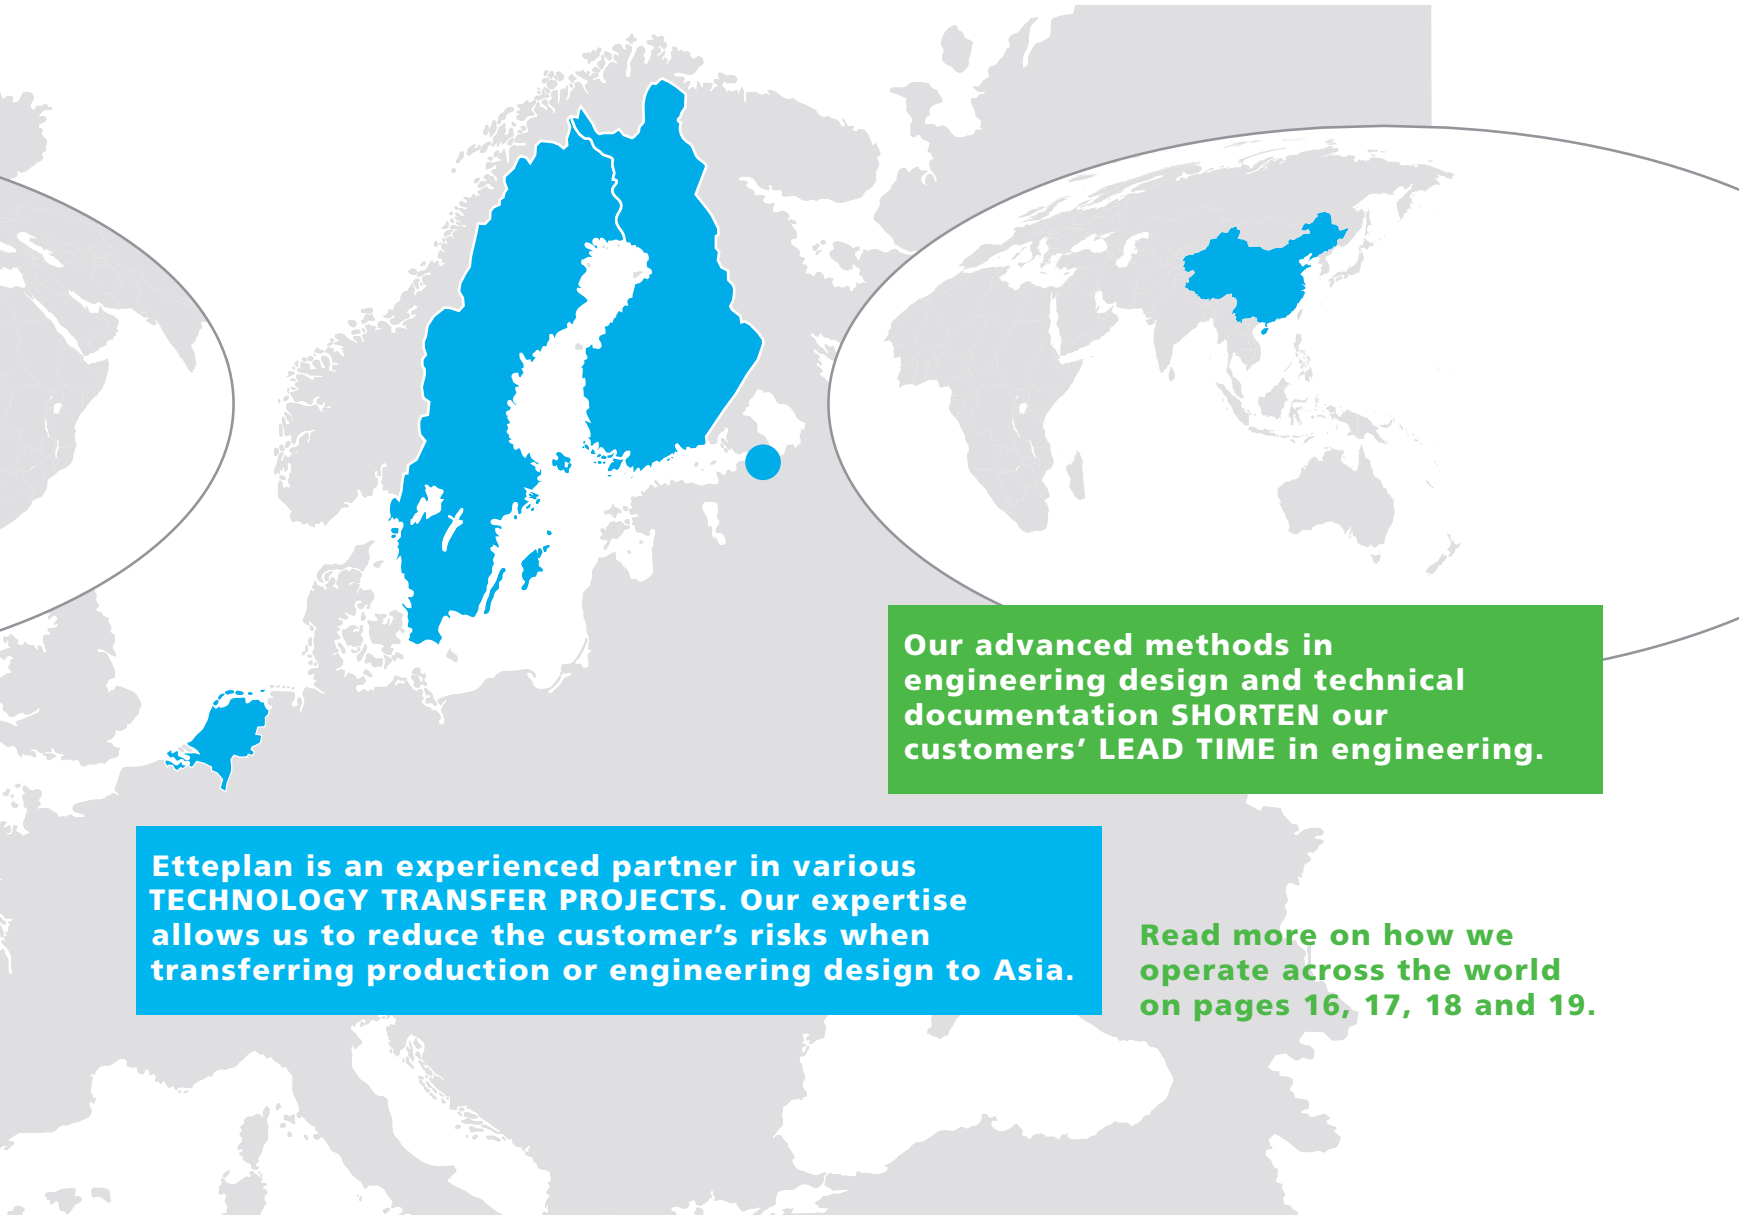 Our advanced methods in
engineering design and technical
documentation SHORTEN our
customers’ LEAD TIME in engineering.
Etteplan is an experienced partner in various
TECHNOLOGY TRANSFER PROJECTS. Our expertise
allows us to reduce the customer’s risks when
transferring production or engineering design to Asia.
Read more on how we
operate across the world
on pages 16, 17, 18 and 19.